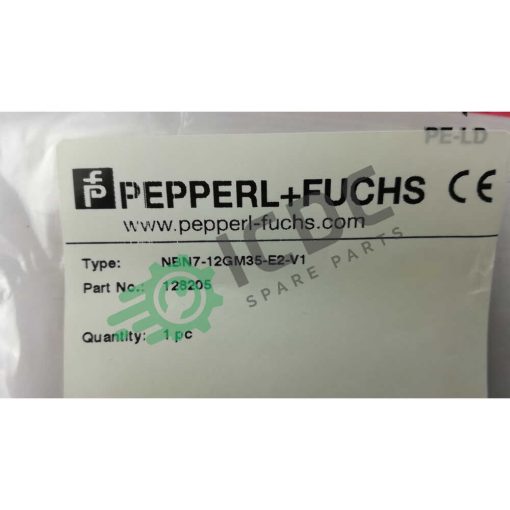 PE-LD
PEPPERL+FUCHS CE
www.pepperl-fuchs.com
Type: NBN7-12GM35-E2-V1
Part No.: 128205
Quantity: 1 pc
ICDC
SPARE PARTS